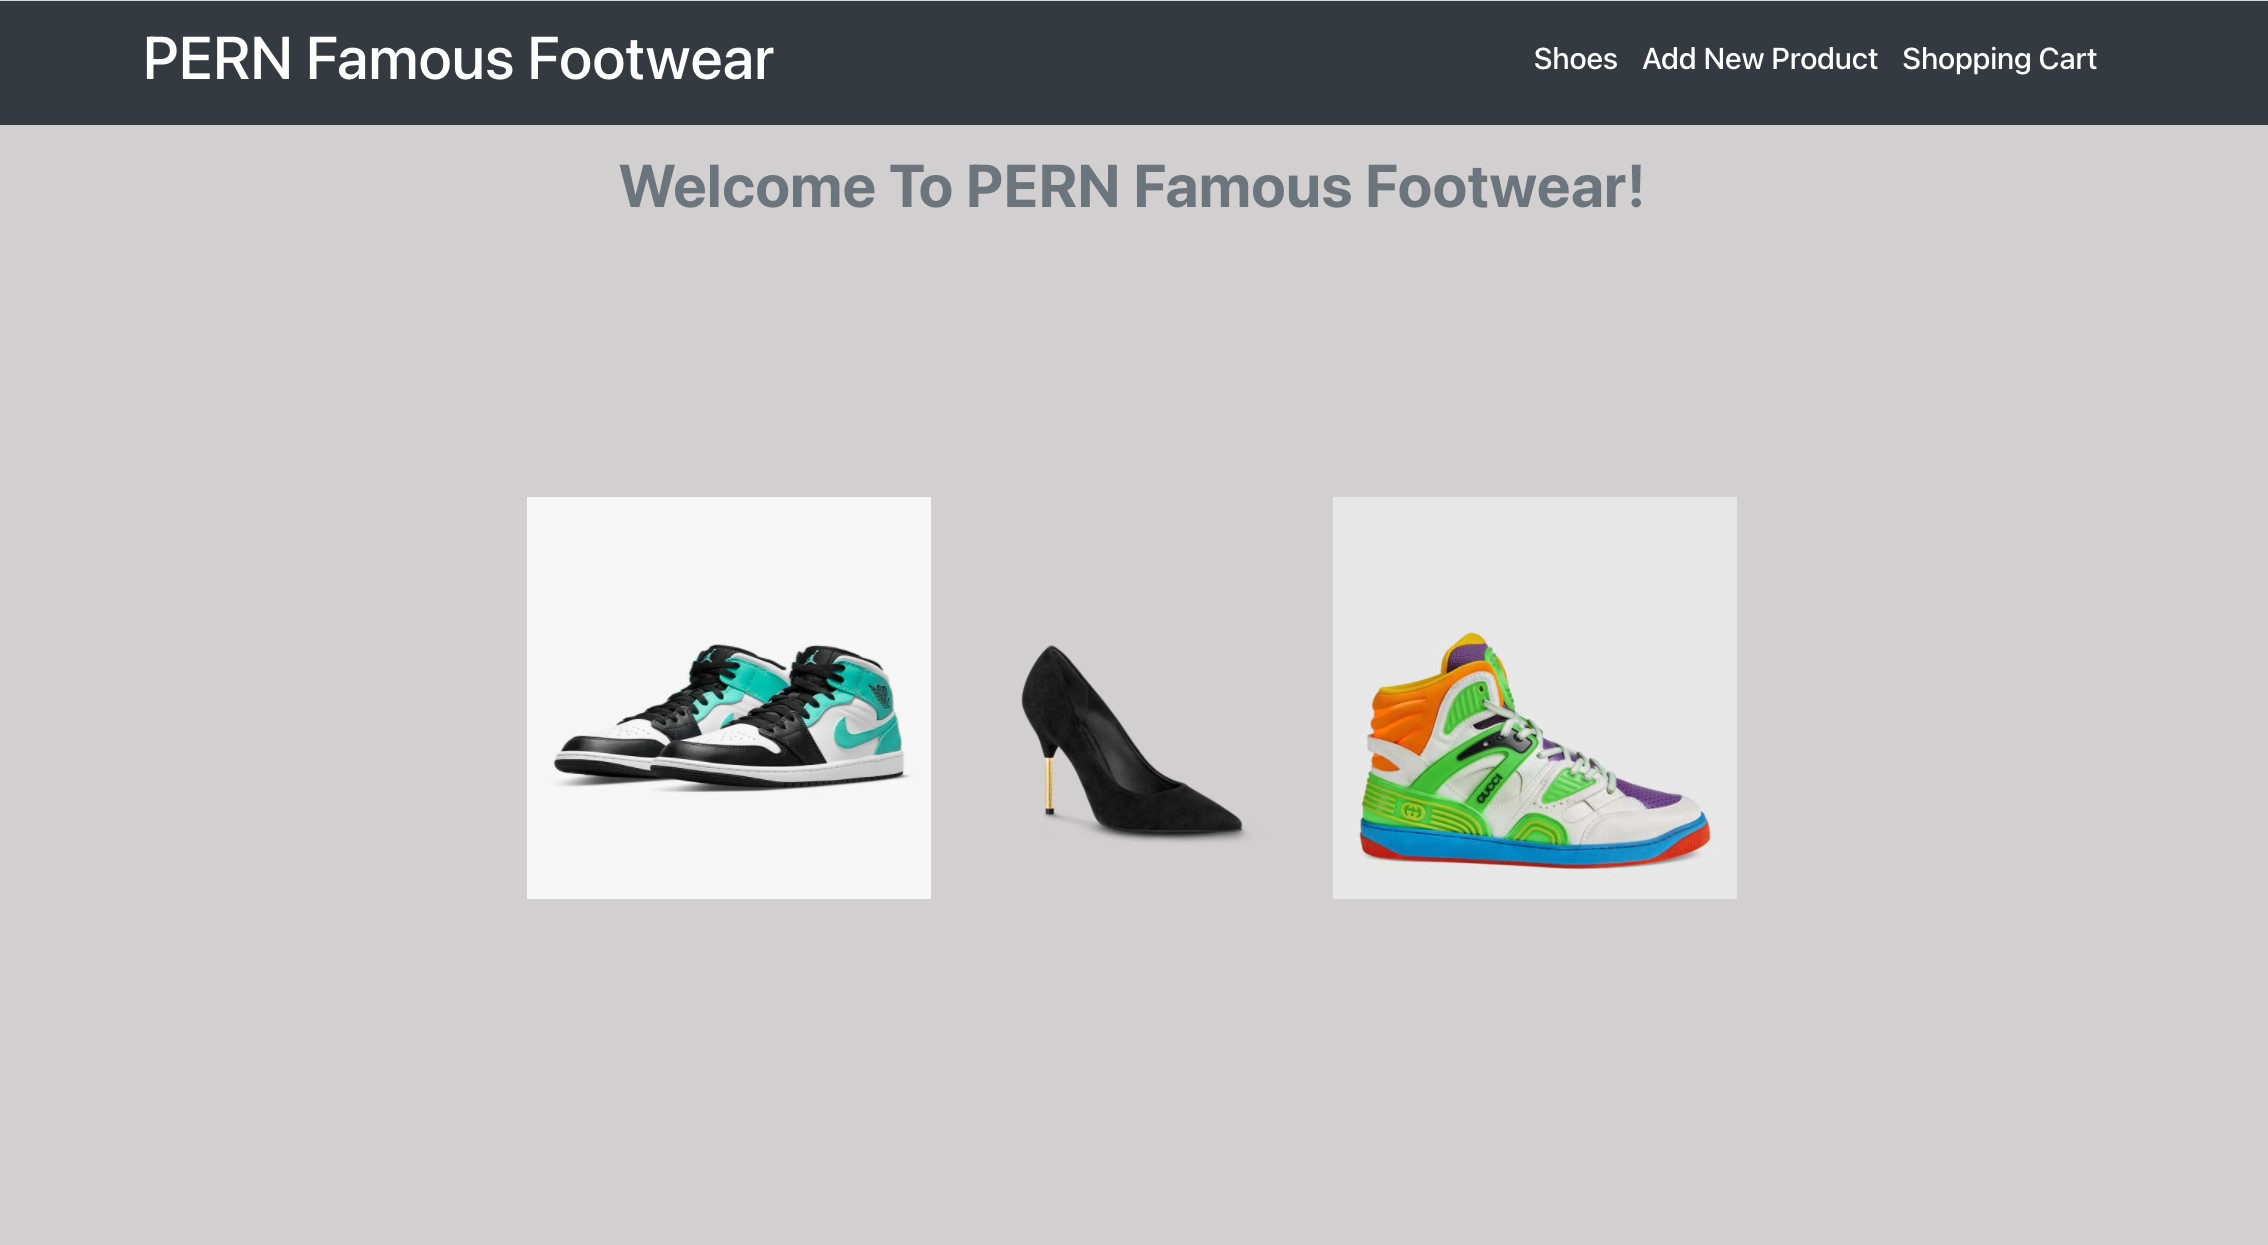 PERN Famous Footwear
Shoes Add New Product Shopping Cart
Welcome To PERN Famous Footwear!
GUCCI